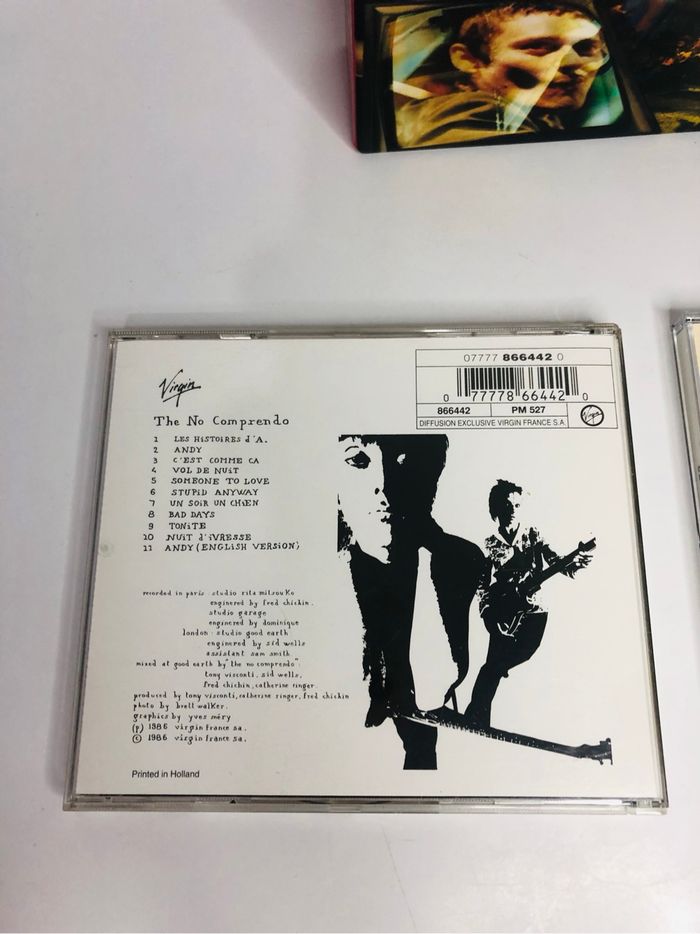 Virgin
The No Comprendo
1 LES HISTOIRES d'A.
2 ANDY
3 C'EST COMME CA
4 VOL DE NUIT
5 SOMEONE TO LOVE
6 STUPID ANYWAY
7 UN SOIR UN CHIEN
8 BAD DAYS
9 TONITE
10 NUIT d'IVRESSE
11 ANDY (ENGLISH VERSION)
07777 866442 0
0 77778 66442 0
866442 PM 527
DIFFUSION EXCLUSIVE VIRGIN FRANCE S.A.
Virgin
recorded in paris: studio rita mitsouko
enginered by fred chichin.
studio garage
enginered by dominique
london: studio good earth
enginered by sid wells
assistant sam smith.
mixed at good earth by "the no comprendo":
tony visconti, sid wells,
fred chichin, catherine ringer.
produced by tony visconti, catherine ringer, fred chichin
photo by brett walker.
graphics by yves méry
(p) 1986 virgin france sa.
© 1986 virgin france sa.
Printed in Holland